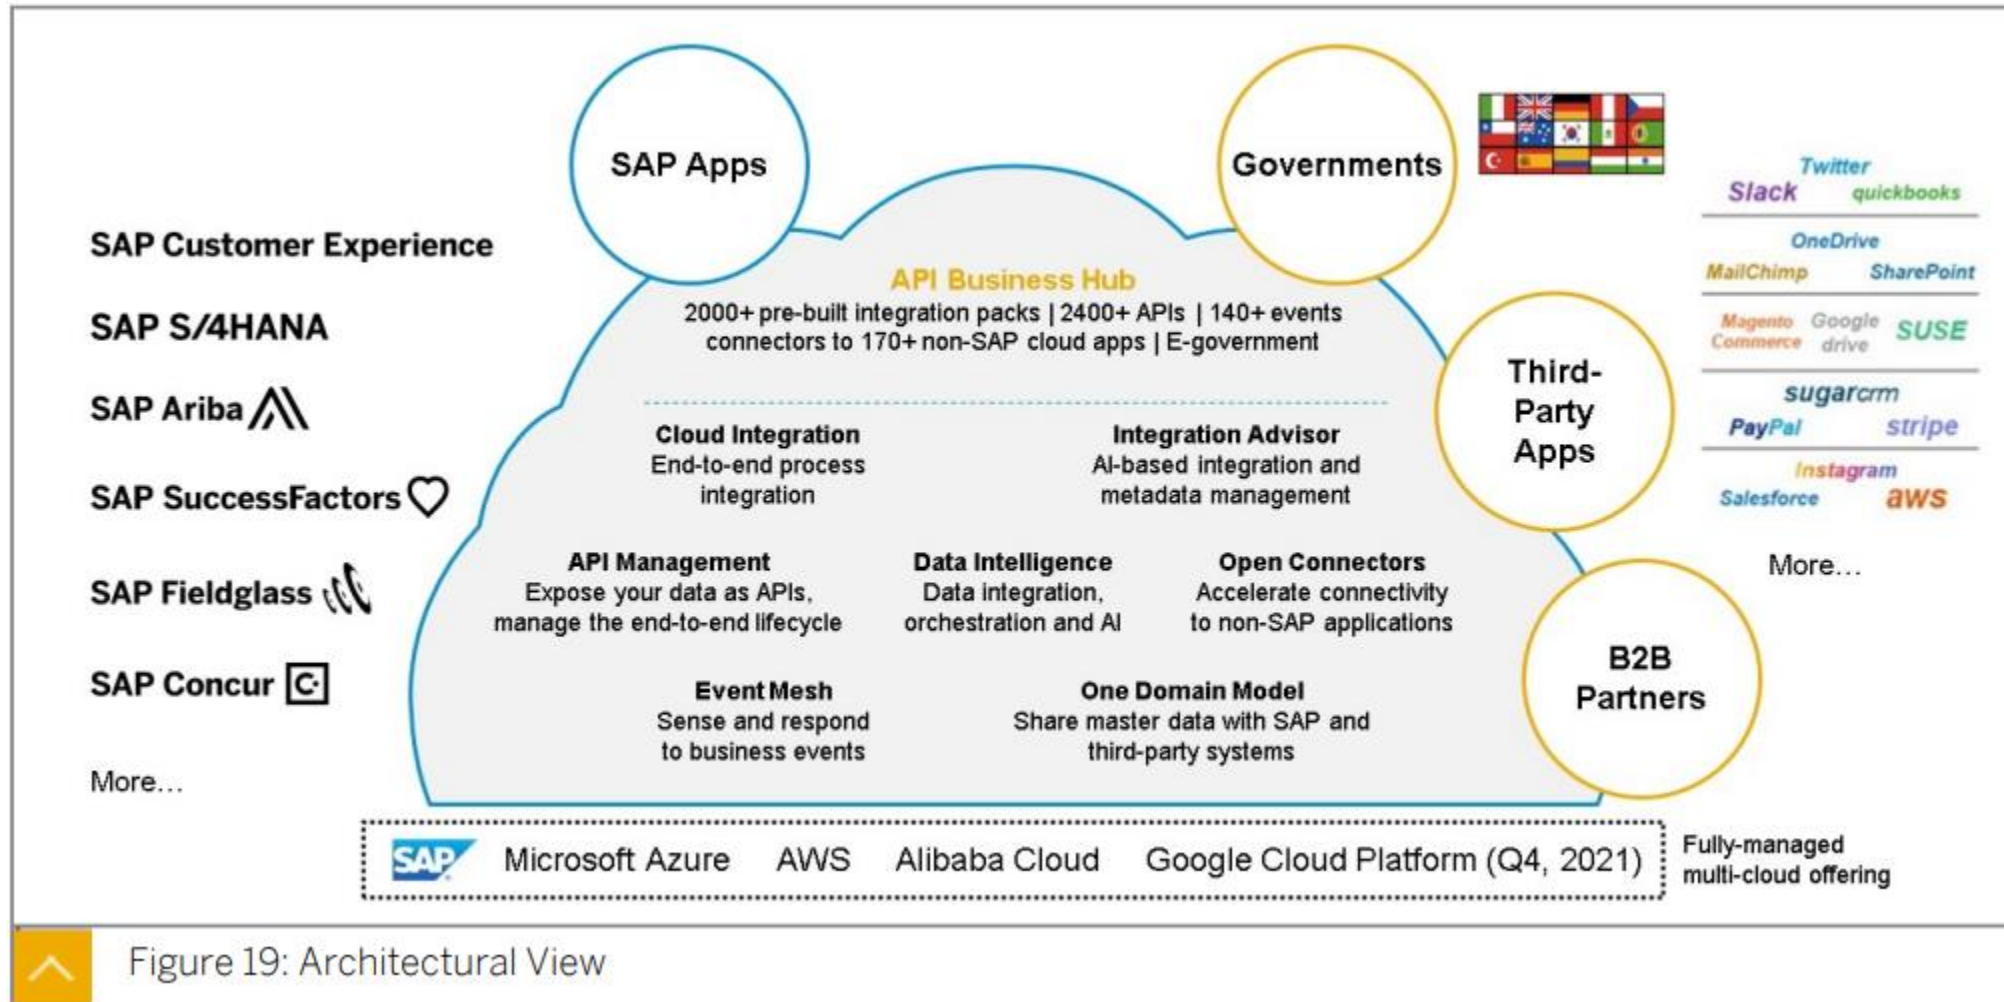 SAP Apps
Governments
SAP Customer Experience
SAP S/4HANA
SAP Ariba
SAP SuccessFactors
SAP Fieldglass
SAP Concur
More...
API Business Hub
2000+ pre-built integration packs | 2400+ APIs | 140+ events
connectors to 170+ non-SAP cloud apps | E-government
Cloud Integration
End-to-end process
integration
Integration Advisor
AI-based integration and
metadata management
API Management
Expose your data as APIs,
manage the end-to-end lifecycle
Data Intelligence
Data integration,
orchestration and AI
Open Connectors
Accelerate connectivity
to non-SAP applications
Event Mesh
Sense and respond
to business events
One Domain Model
Share master data with SAP and
third-party systems
Third-
Party
Apps
B2B
Partners
Twitter
Slack quickbooks
OneDrive
MailChimp SharePoint
Magento Google SUSE
Commerce drive
sugarcrm
PayPal stripe
Instagram
Salesforce aws
More...
SAP Microsoft Azure AWS Alibaba Cloud Google Cloud Platform (Q4, 2021)
Fully-managed
multi-cloud offering
Figure 19: Architectural View